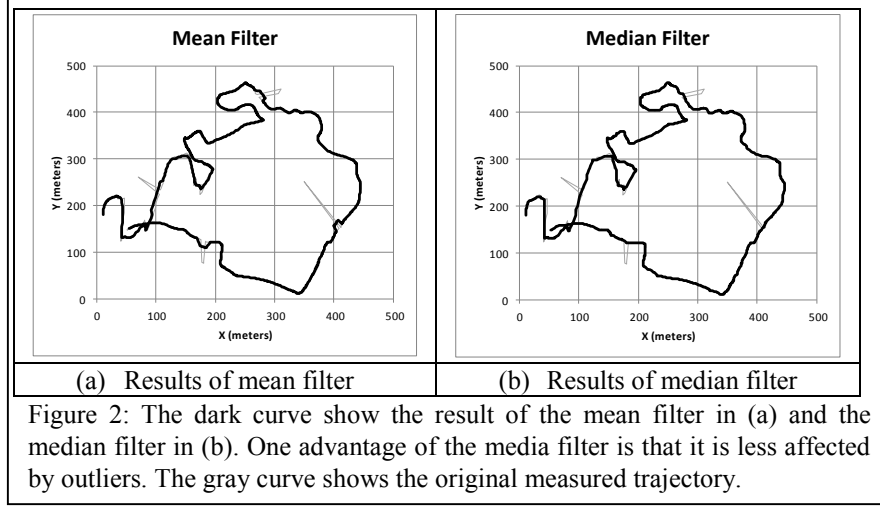 Mean Filter
500
400
300
200
100
0
Y (meters)
0 100 200 300 400 500
X (meters)
Median Filter
500
400
300
200
100
0
Y (meters)
0 100 200 300 400 500
X (meters)
(a) Results of mean filter
(b) Results of median filter
Figure 2: The dark curve show the result of the mean filter in (a) and the
median filter in (b). One advantage of the media filter is that it is less affected
by outliers. The gray curve shows the original measured trajectory.